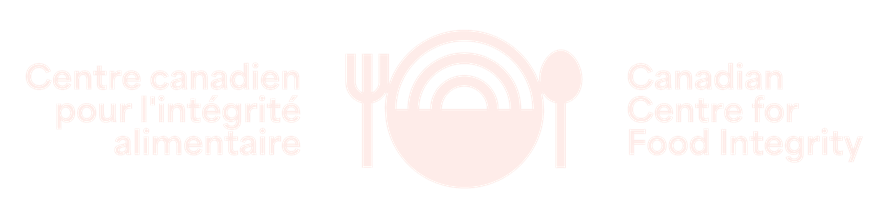 Centre canadien
pour l'intégrité
alimentaire
Canadian
Centre for
Food Integrity